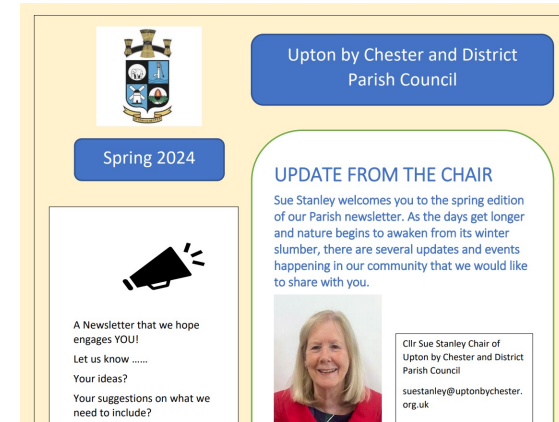 Upton by Chester and District
Parish Council
Spring 2024
UPDATE FROM THE CHAIR
Sue Stanley welcomes you to the spring edition
of our Parish newsletter. As the days get longer
and nature begins to awaken from its winter
slumber, there are several updates and events
happening in our community that we would like
to share with you.
A Newsletter that we hope
engages YOU!
Let us know ......
Your ideas?
Your suggestions on what we
need to include?
Cllr Sue Stanley Chair of
Upton by Chester and District
Parish Council
suestanley@uptonbychester.
org.uk